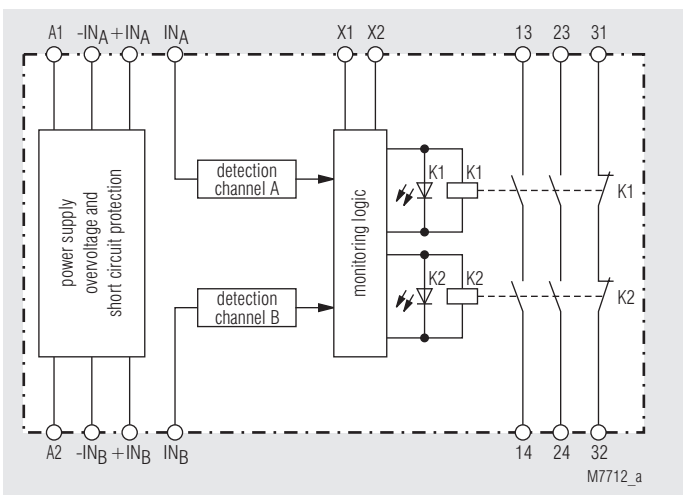 A1 -INA +INA INA X1 X2 13 23 31
power supply
overvoltage and
short circuit protection
detection
channel A
monitoring logic
K1 K1
K1
detection
channel B
K2 K2
K2
A2 -INB +INB INB 14 24 32
M7712_a